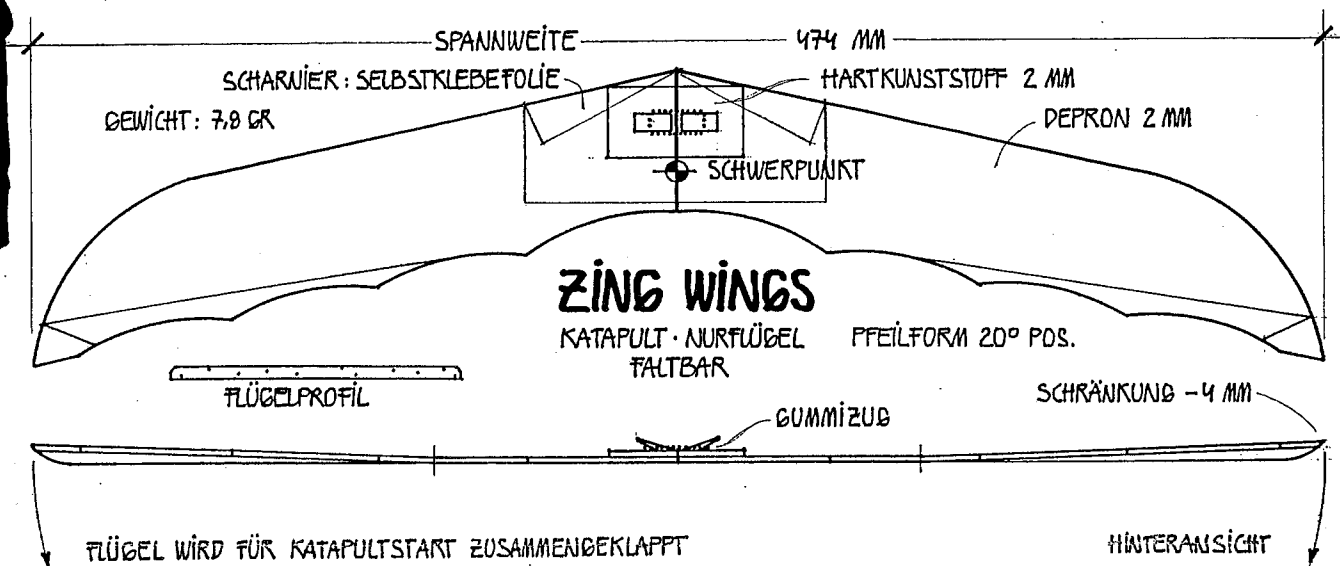 SPANNWEITE 474 MM
SCHARNIER: SELBSTKLEBEFOLIE
HARTKUNSTSTOFF 2 MM
GEWICHT: 7,8 GR
DEPRON 2 MM
SCHWERPUNKT
ZING WINGS
KATAPULT · NURFLÜGEL
PFEILFORM 20° POS.
FALTBAR
FLÜGELPROFIL
SCHRÄNKUNG -4 MM
GUMMIZUG
FLÜGEL WIRD FÜR KATAPULTSTART ZUSAMMENGEKLAPPT
HINTERANSICHT